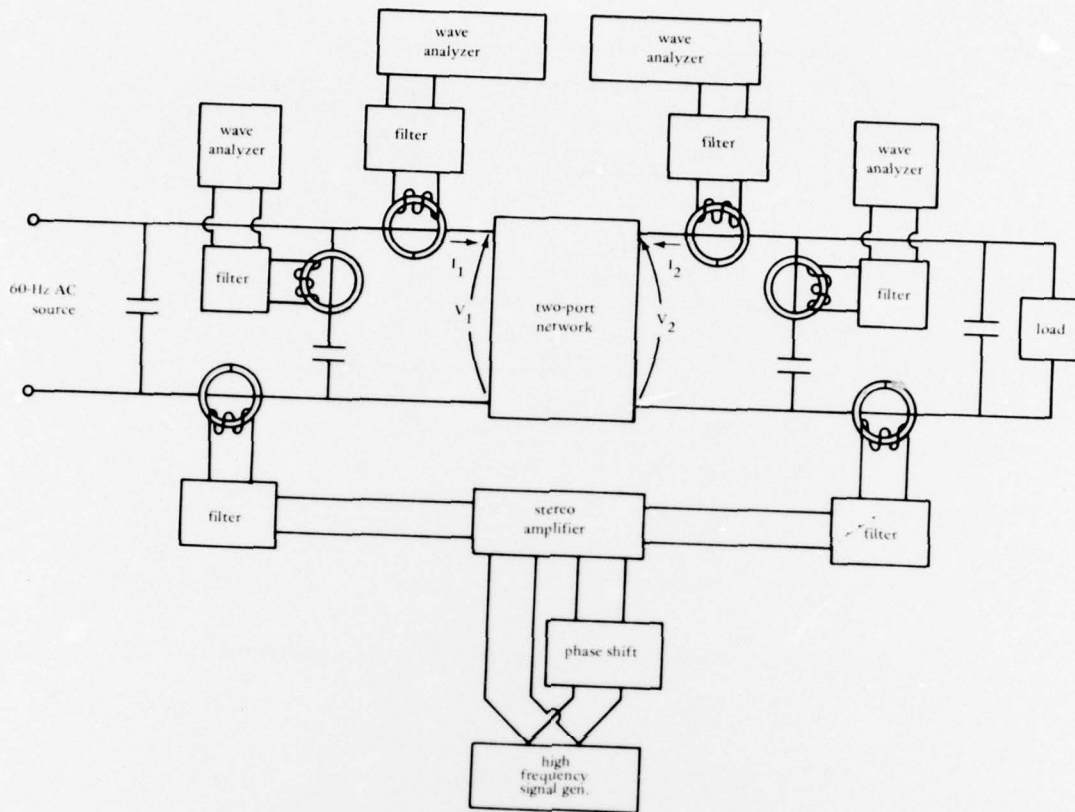 wave
analyzer
wave
analyzer
wave
analyzer
filter
filter
wave
analyzer
60-Hz AC
source
filter
I1
V1
two-port
network
I2
V2
filter
load
filter
stereo
amplifier
filter
phase shift
high
frequency
signal gen.